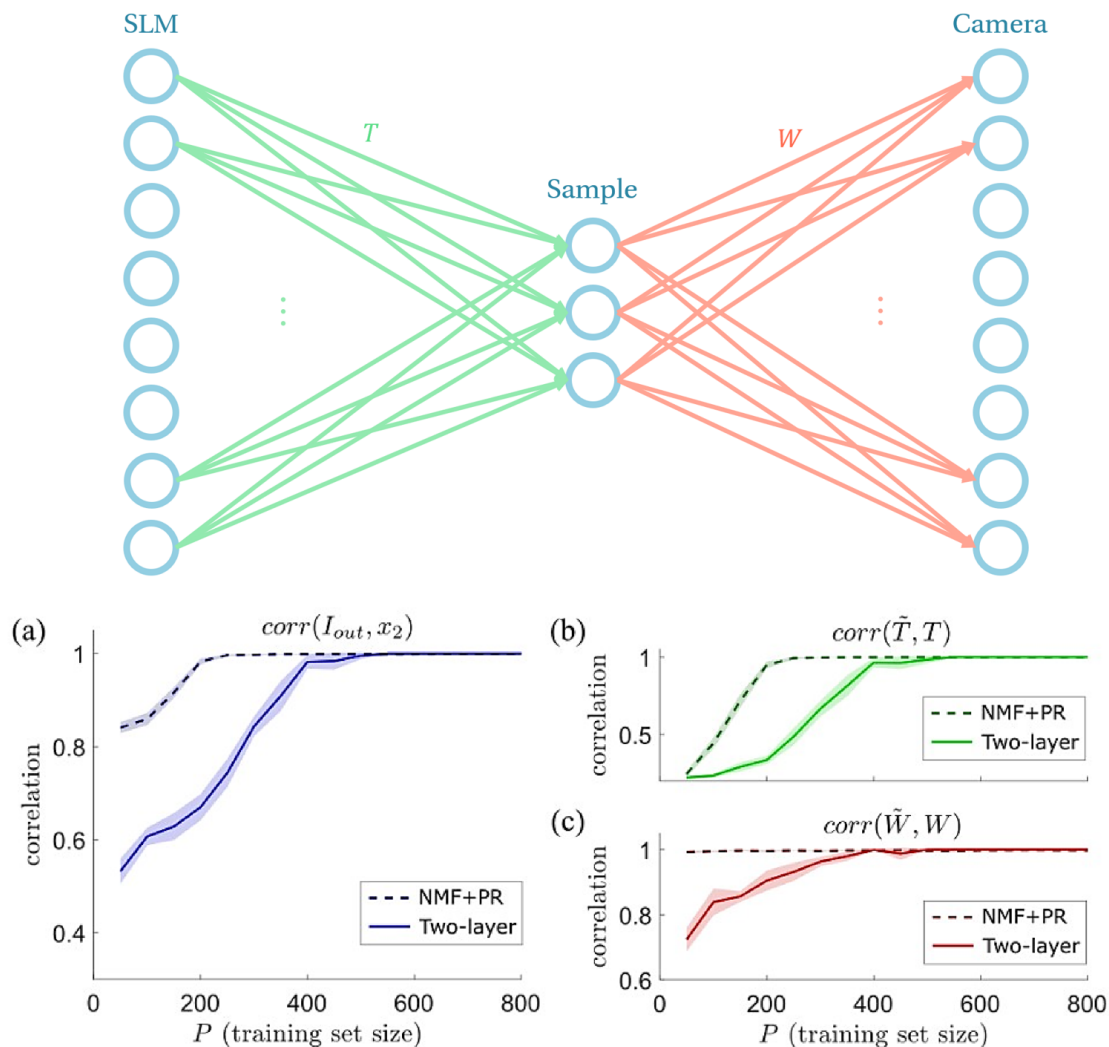 SLM
Camera
T
W
Sample
(a)
corr(I_out, x_2)
correlation
1
0.8
0.6
0.4
NMF+PR
Two-layer
0
200
400
600
800
P (training set size)
(b)
corr(T̃, T)
correlation
1
0.5
NMF+PR
Two-layer
(c)
corr(W̃, W)
correlation
1
0.8
0.6
NMF+PR
Two-layer
0
200
400
600
800
P (training set size)